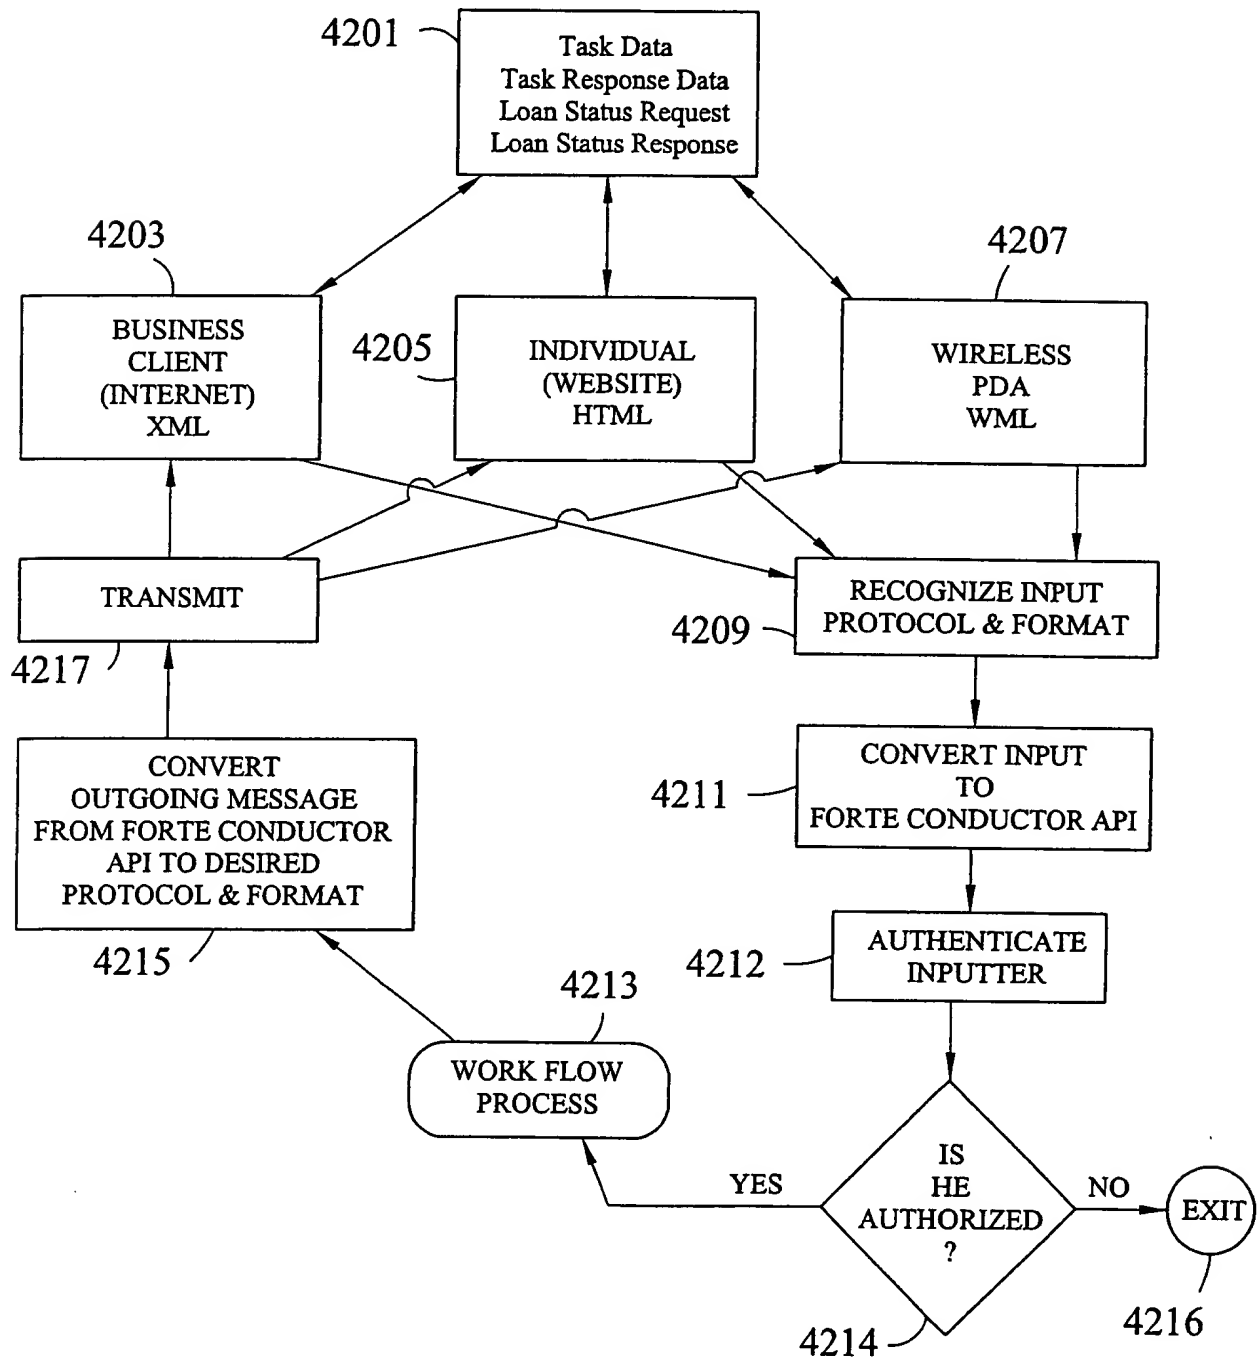 4201
Task Data
Task Response Data
Loan Status Request
Loan Status Response
4203
BUSINESS
CLIENT
(INTERNET)
XML
4205
INDIVIDUAL
(WEBSITE)
HTML
4207
WIRELESS
PDA
WML
TRANSMIT
4217
RECOGNIZE INPUT
PROTOCOL & FORMAT
4209
CONVERT INPUT
TO
FORTE CONDUCTOR API
4211
CONVERT
OUTGOING MESSAGE
FROM FORTE CONDUCTOR
API TO DESIRED
PROTOCOL & FORMAT
4215
AUTHENTICATE
INPUTTER
4212
4213
WORK FLOW
PROCESS
YES
IS
HE
AUTHORIZED
?
NO
EXIT
4214
4216